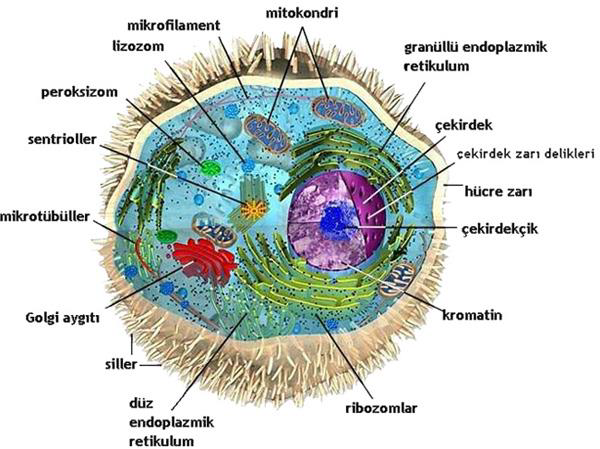 mitokondri
mikrofilament
lizozom
granüllü endoplazmik
retikulum
peroksizom
çekirdek
sentrioller
çekirdek zarı delikleri
hücre zarı
mikrotübüller
çekirdekçik
Golgi aygıtı
kromatin
siller
düz
endoplazmik
retikulum
ribozomlar